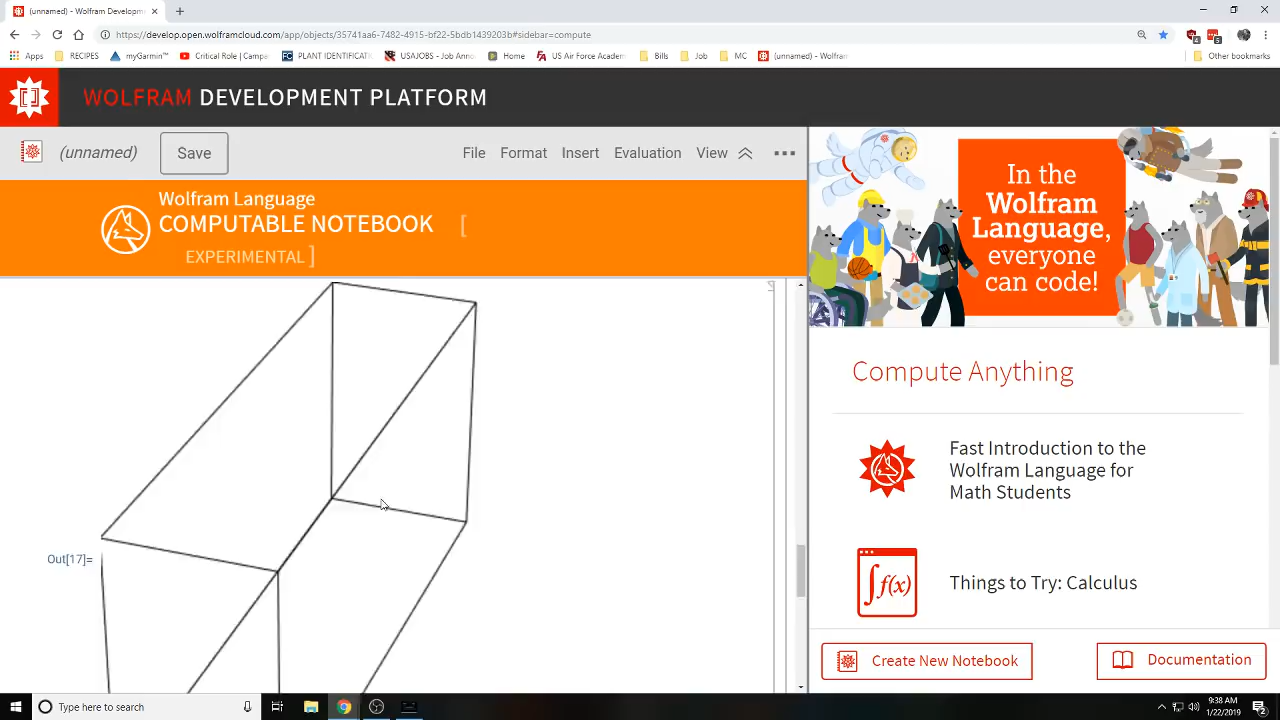 (unnamed) - Wolfram Developm
https://develop.open.wolframcloud.com/app/objects/35741aa6-7482-4915-bf22-5bdb1439203b#sidebar=compute
Apps RECIPES myGarmin™ Critical Role | Campa PLANT IDENTIFICAT USAJOBS - Job Anno Home US Air Force Academ Bills Job MC (unnamed) - Wolfram Other bookmarks
WOLFRAM DEVELOPMENT PLATFORM
(unnamed) Save File Format Insert Evaluation View
Wolfram Language
COMPUTABLE NOTEBOOK
EXPERIMENTAL
Out[17]=
In the
Wolfram
Language,
everyone
can code!
Compute Anything
Fast Introduction to the
Wolfram Language for
Math Students
∫f(x)
Things to Try: Calculus
Create New Notebook Documentation
Type here to search
9:38 AM
1/22/2019